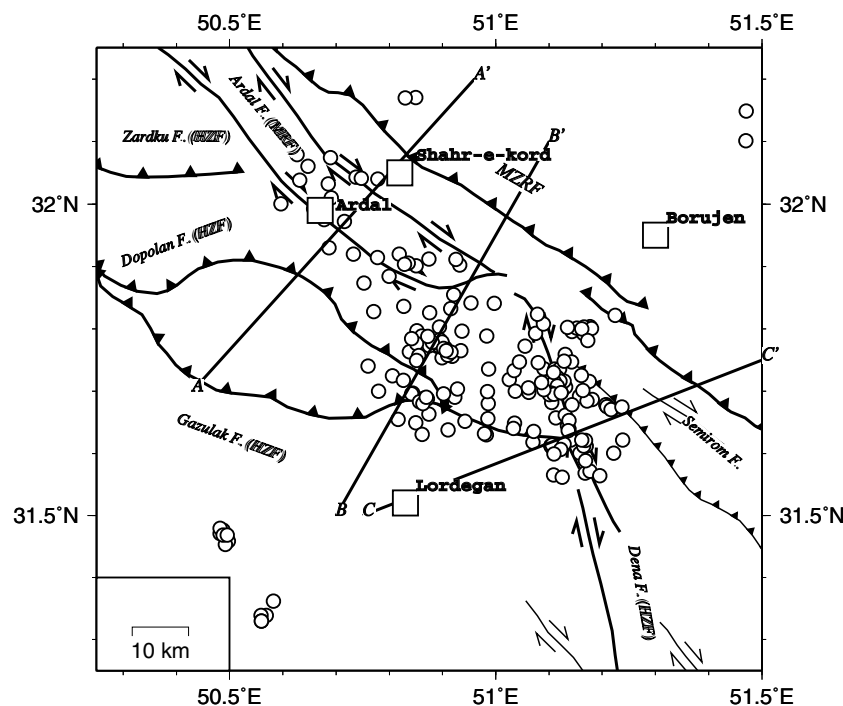 50.5°E
51°E
51.5°E
A'
Ardal F. (MRF)
Zardku F. (HZF)
B'
Shahr-e-kord
MZRF
32°N
32°N
Ardal
Borujen
Dopolan F. (HZF)
C'
A
Gazulak F. (HZF)
Semirom F.
Lordegan
B
C
31.5°N
31.5°N
Dena F. (HZF)
10 km
50.5°E
51°E
51.5°E